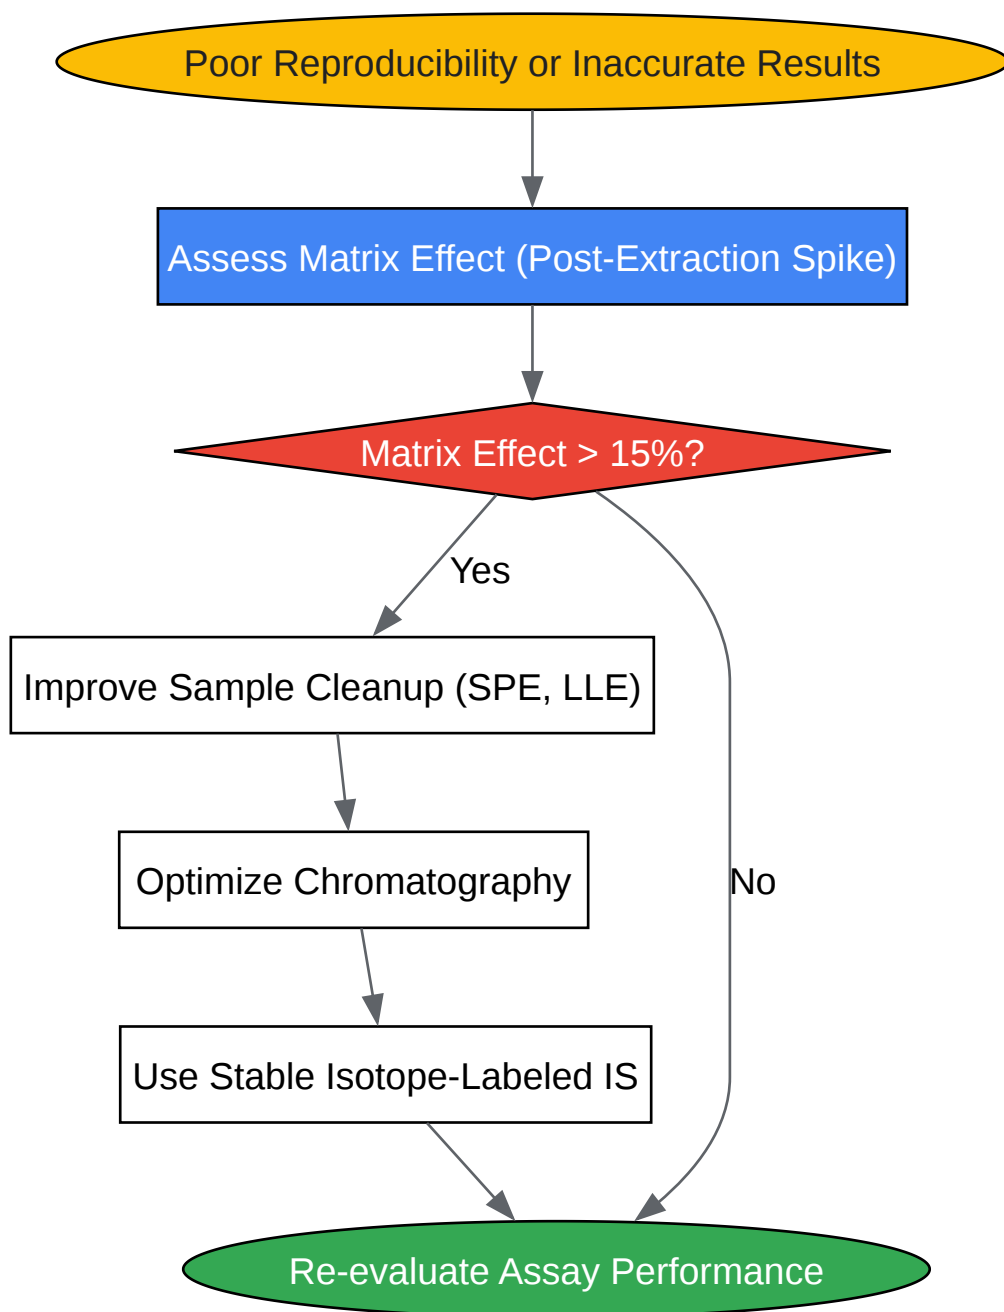 Poor Reproducibility or Inaccurate Results
Assess Matrix Effect (Post-Extraction Spike)
Matrix Effect > 15%?
Yes
Improve Sample Cleanup (SPE, LLE)
Optimize Chromatography
No
Use Stable Isotope-Labeled IS
Re-evaluate Assay Performance